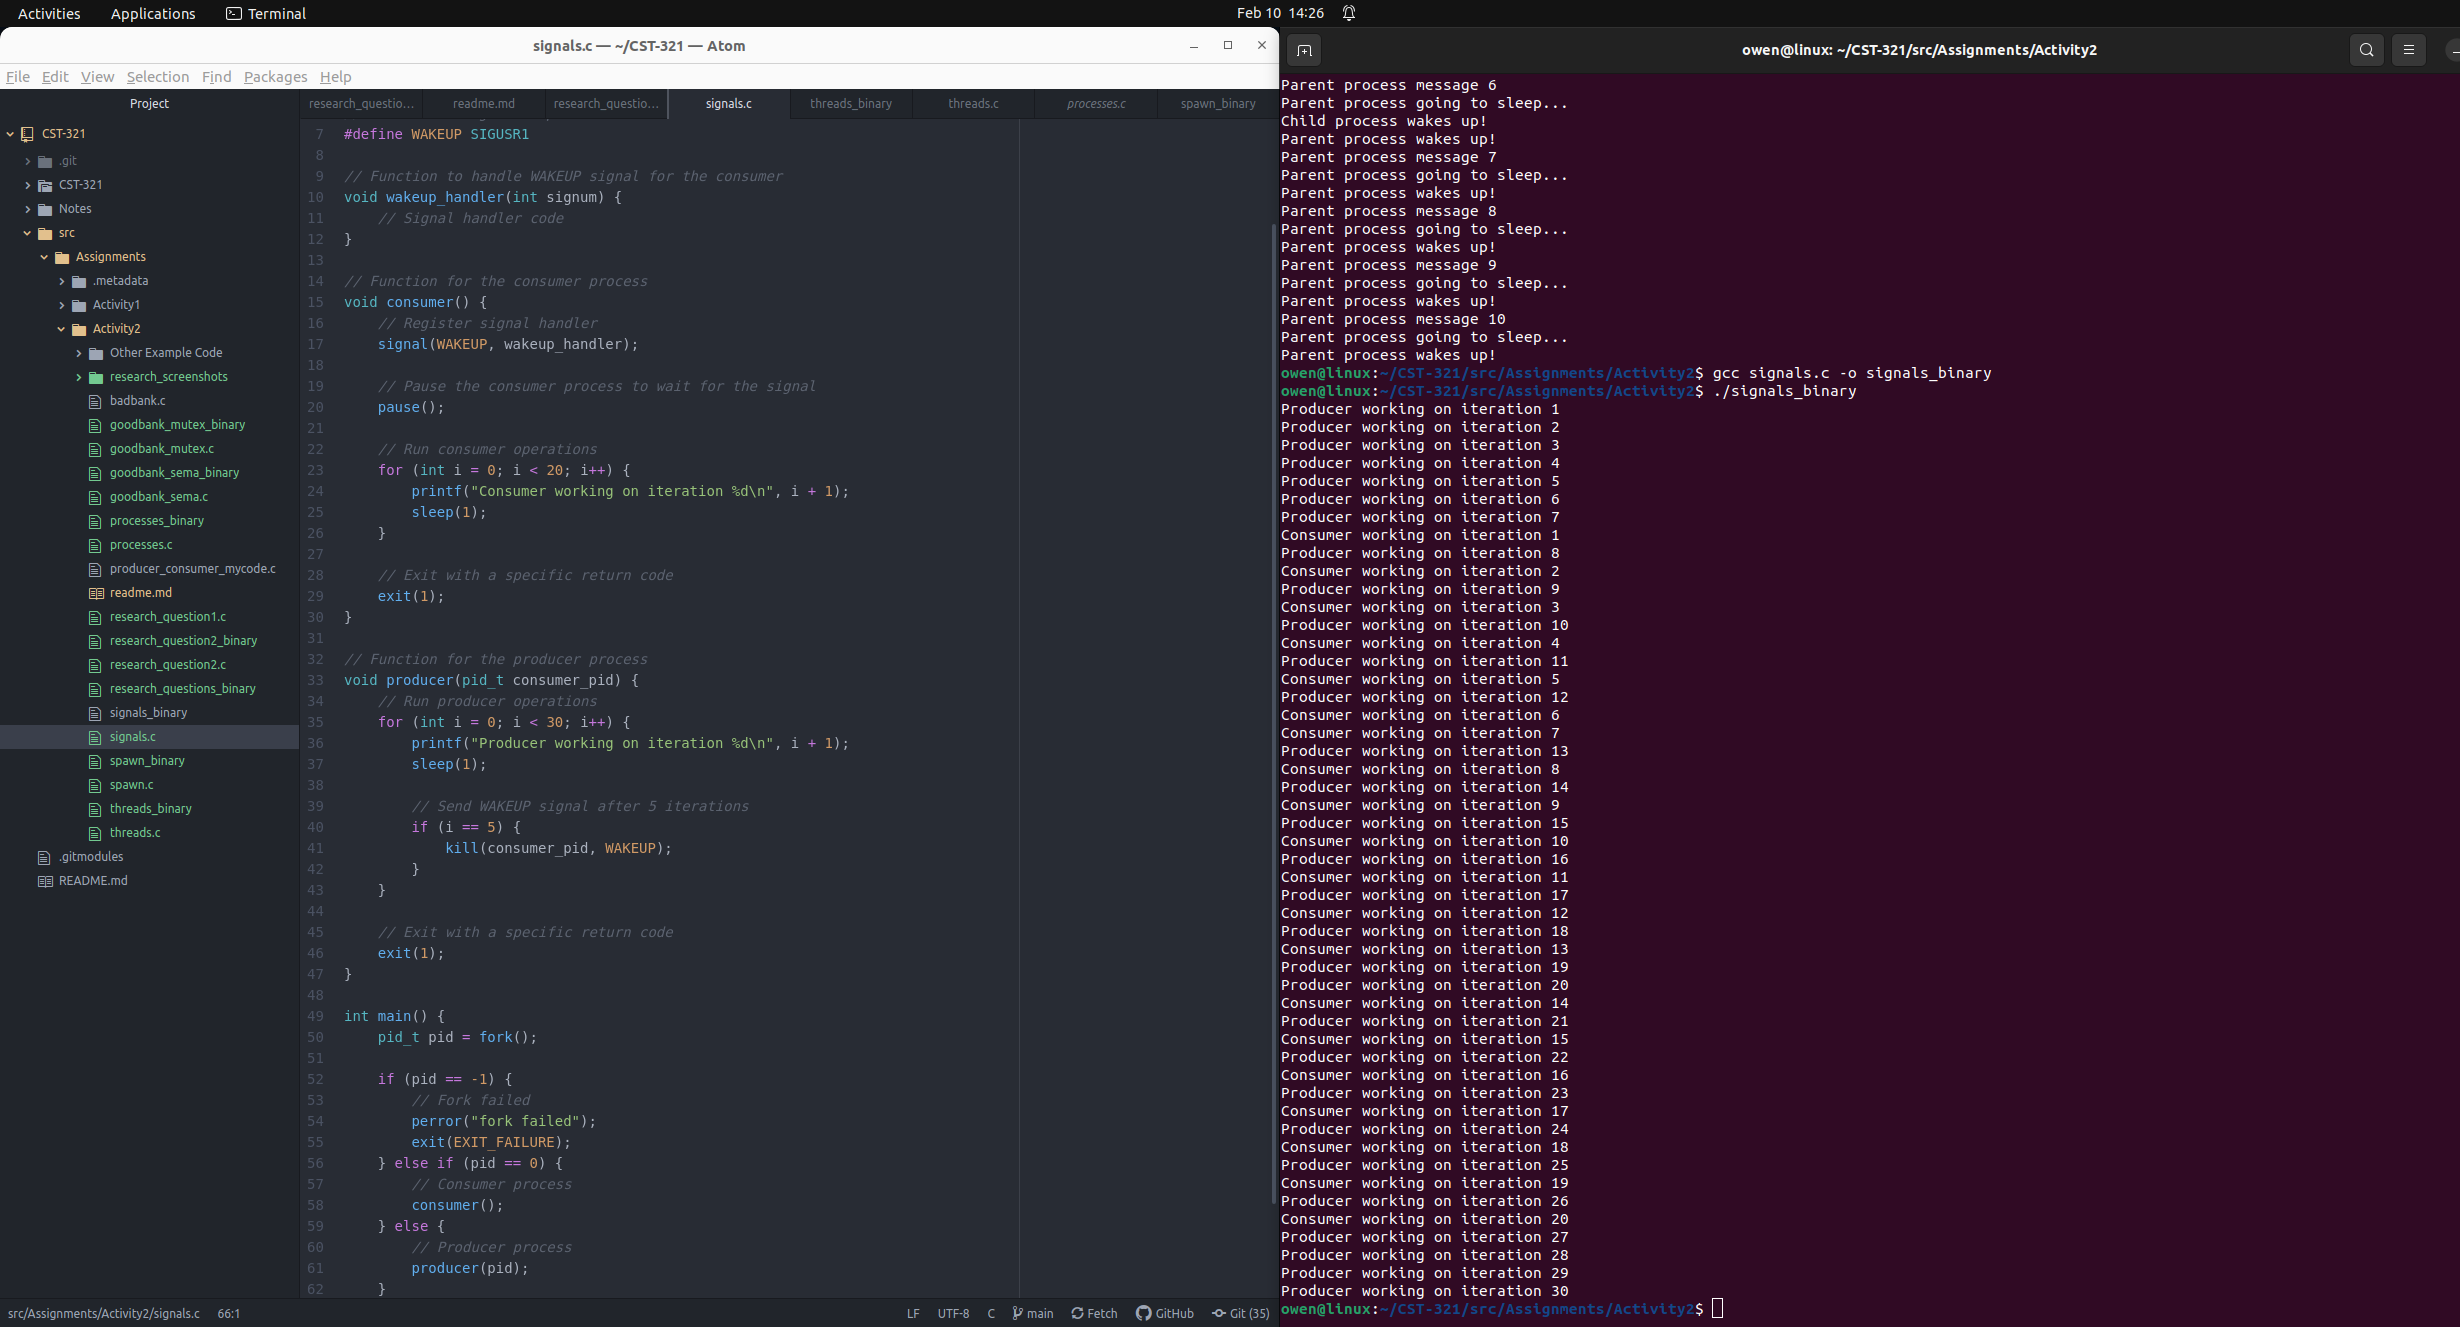 Activities Applications Terminal Feb 10 14:26
signals.c — ~/CST-321 — Atom
File Edit View Selection Find Packages Help
Project
CST-321
.git
CST-321
Notes
src
Assignments
.metadata
Activity1
Activity2
Other Example Code
research_screenshots
badbank.c
goodbank_mutex_binary
goodbank_mutex.c
goodbank_sema_binary
goodbank_sema.c
processes_binary
processes.c
producer_consumer_mycode.c
readme.md
research_question1.c
research_question2_binary
research_question2.c
research_questions_binary
signals_binary
signals.c
spawn_binary
spawn.c
threads_binary
threads.c
.gitmodules
README.md
research_questio... readme.md research_questio... signals.c threads_binary threads.c processes.c spawn_binary
7 #define WAKEUP SIGUSR1
8
9 // Function to handle WAKEUP signal for the consumer
10 void wakeup_handler(int signum) {
11 // Signal handler code
12 }
13
14 // Function for the consumer process
15 void consumer() {
16 // Register signal handler
17 signal(WAKEUP, wakeup_handler);
18
19 // Pause the consumer process to wait for the signal
20 pause();
21
22 // Run consumer operations
23 for (int i = 0; i < 20; i++) {
24 printf("Consumer working on iteration %d\n", i + 1);
25 sleep(1);
26 }
27
28 // Exit with a specific return code
29 exit(1);
30 }
31
32 // Function for the producer process
33 void producer(pid_t consumer_pid) {
34 // Run producer operations
35 for (int i = 0; i < 30; i++) {
36 printf("Producer working on iteration %d\n", i + 1);
37 sleep(1);
38
39 // Send WAKEUP signal after 5 iterations
40 if (i == 5) {
41 kill(consumer_pid, WAKEUP);
42 }
43 }
44
45 // Exit with a specific return code
46 exit(1);
47 }
48
49 int main() {
50 pid_t pid = fork();
51
52 if (pid == -1) {
53 // Fork failed
54 perror("fork failed");
55 exit(EXIT_FAILURE);
56 } else if (pid == 0) {
57 // Consumer process
58 consumer();
59 } else {
60 // Producer process
61 producer(pid);
62 }
src/Assignments/Activity2/signals.c 66:1 LF UTF-8 C main Fetch GitHub Git (35)
owen@linux: ~/CST-321/src/Assignments/Activity2
Parent process message 6
Parent process going to sleep...
Child process wakes up!
Parent process wakes up!
Parent process message 7
Parent process going to sleep...
Parent process wakes up!
Parent process message 8
Parent process going to sleep...
Parent process wakes up!
Parent process message 9
Parent process going to sleep...
Parent process wakes up!
Parent process message 10
Parent process going to sleep...
Parent process wakes up!
owen@linux:~/CST-321/src/Assignments/Activity2$ gcc signals.c -o signals_binary
owen@linux:~/CST-321/src/Assignments/Activity2$ ./signals_binary
Producer working on iteration 1
Producer working on iteration 2
Producer working on iteration 3
Producer working on iteration 4
Producer working on iteration 5
Producer working on iteration 6
Producer working on iteration 7
Consumer working on iteration 1
Producer working on iteration 8
Consumer working on iteration 2
Producer working on iteration 9
Consumer working on iteration 3
Producer working on iteration 10
Consumer working on iteration 4
Producer working on iteration 11
Consumer working on iteration 5
Producer working on iteration 12
Consumer working on iteration 6
Consumer working on iteration 7
Producer working on iteration 13
Consumer working on iteration 8
Producer working on iteration 14
Consumer working on iteration 9
Producer working on iteration 15
Consumer working on iteration 10
Producer working on iteration 16
Consumer working on iteration 11
Producer working on iteration 17
Consumer working on iteration 12
Producer working on iteration 18
Consumer working on iteration 13
Producer working on iteration 19
Producer working on iteration 20
Consumer working on iteration 14
Producer working on iteration 21
Consumer working on iteration 15
Producer working on iteration 22
Consumer working on iteration 16
Producer working on iteration 23
Consumer working on iteration 17
Producer working on iteration 24
Consumer working on iteration 18
Producer working on iteration 25
Consumer working on iteration 19
Producer working on iteration 26
Consumer working on iteration 20
Producer working on iteration 27
Producer working on iteration 28
Producer working on iteration 29
Producer working on iteration 30
owen@linux:~/CST-321/src/Assignments/Activity2$